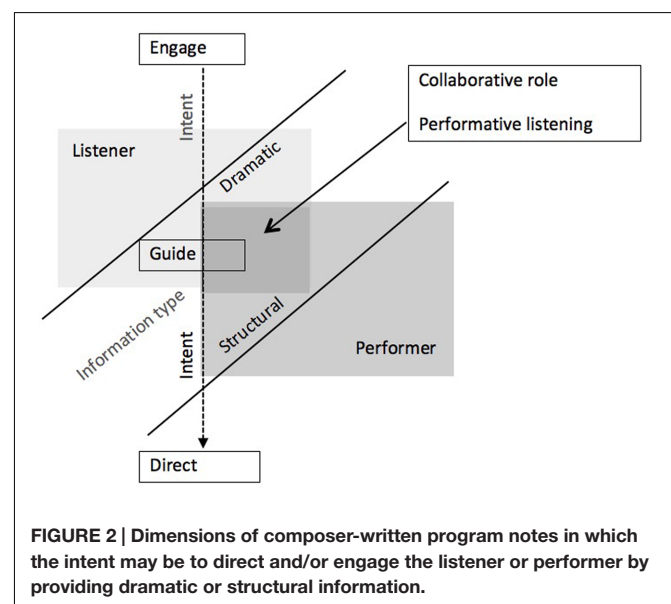 Engage
Intent
Collaborative role
Performative listening
Listener
Dramatic
Guide
Information type
Intent
Structural
Performer
Direct
FIGURE 2 | Dimensions of composer-written program notes in which
the intent may be to direct and/or engage the listener or performer by
providing dramatic or structural information.